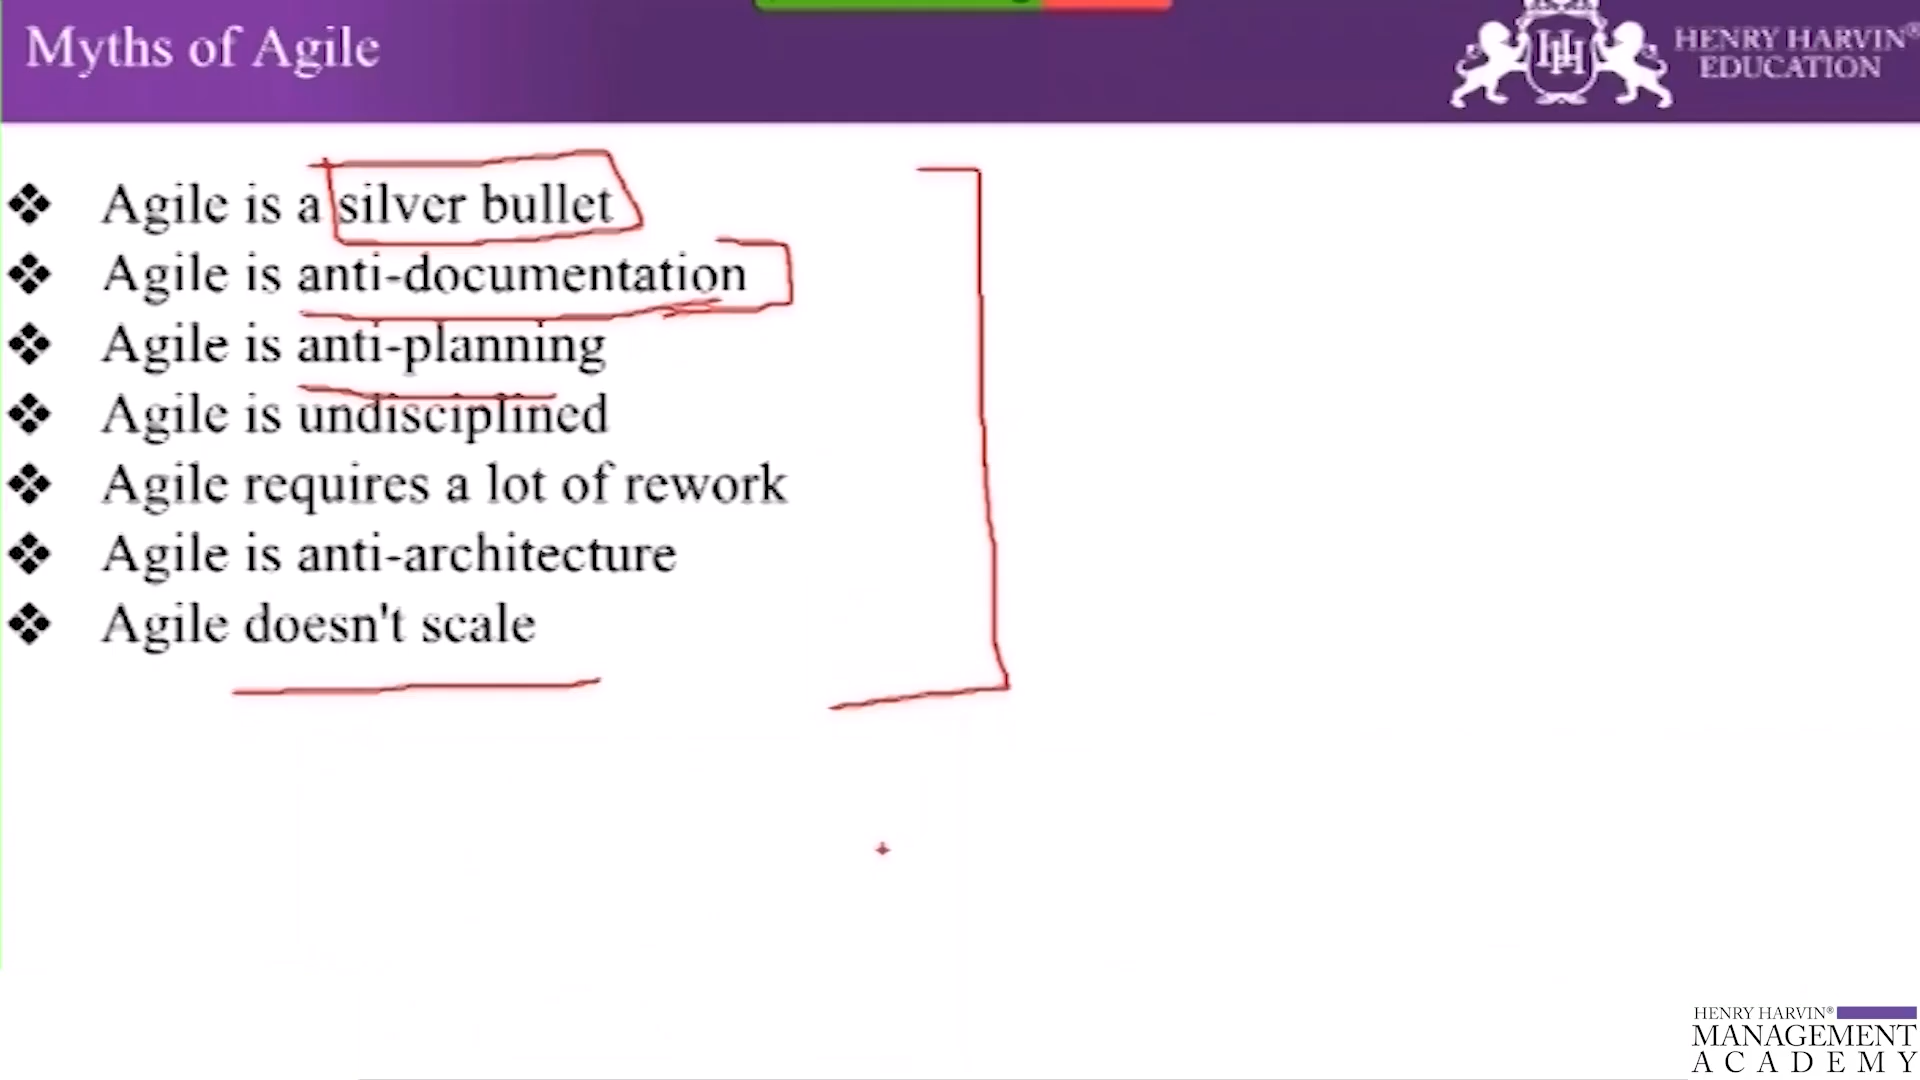 Myths of Agile
HENRY HARVIN®
EDUCATION
Agile is a silver bullet
Agile is anti-documentation
Agile is anti-planning
Agile is undisciplined
Agile requires a lot of rework
Agile is anti-architecture
Agile doesn't scale
HENRY HARVIN®
MANAGEMENT
ACADEMY